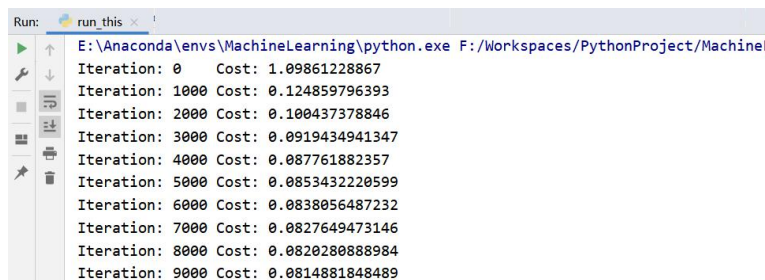 Run: run_this ×
E:\Anaconda\envs\MachineLearning\python.exe F:/Workspaces/PythonProject/Machine
Iteration: 0 Cost: 1.09861228867
Iteration: 1000 Cost: 0.124859796393
Iteration: 2000 Cost: 0.100437378846
Iteration: 3000 Cost: 0.0919434941347
Iteration: 4000 Cost: 0.087761882357
Iteration: 5000 Cost: 0.0853432220599
Iteration: 6000 Cost: 0.0838056487232
Iteration: 7000 Cost: 0.0827649473146
Iteration: 8000 Cost: 0.0820280888984
Iteration: 9000 Cost: 0.0814881848489